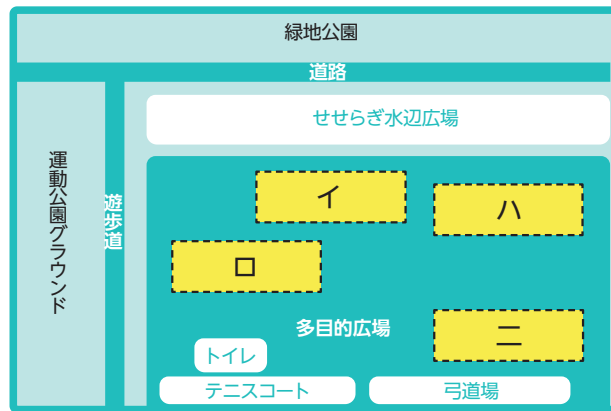 緑地公園
道路
せせらぎ水辺広場
運動公園グラウンド
遊歩道
イ
ハ
ロ
ニ
多目的広場
トイレ
テニスコート
弓道場